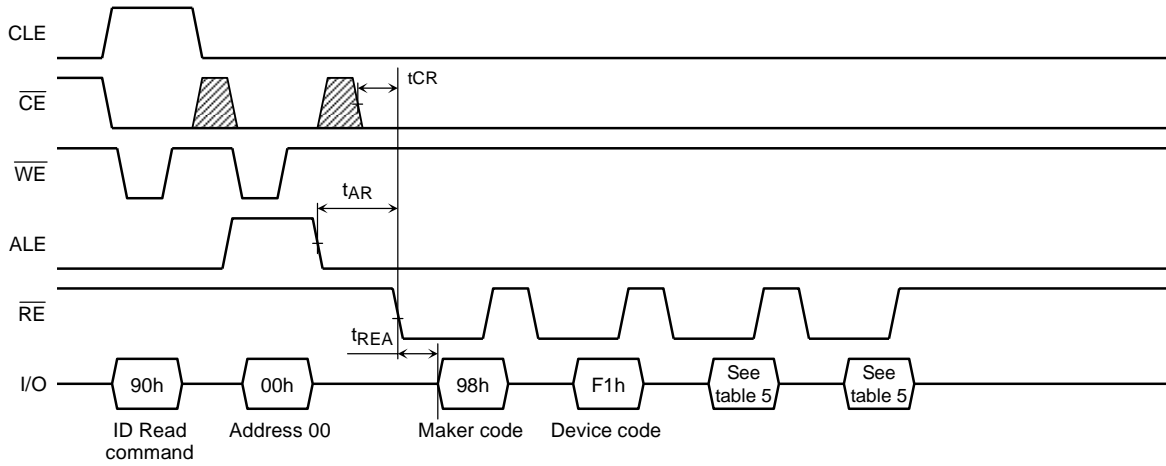 CLE
CE
tCR
WE
tAR
ALE
RE
tREA
I/O
90h
00h
98h
F1h
See
table 5
See
table 5
ID Read
command
Address 00
Maker code
Device code